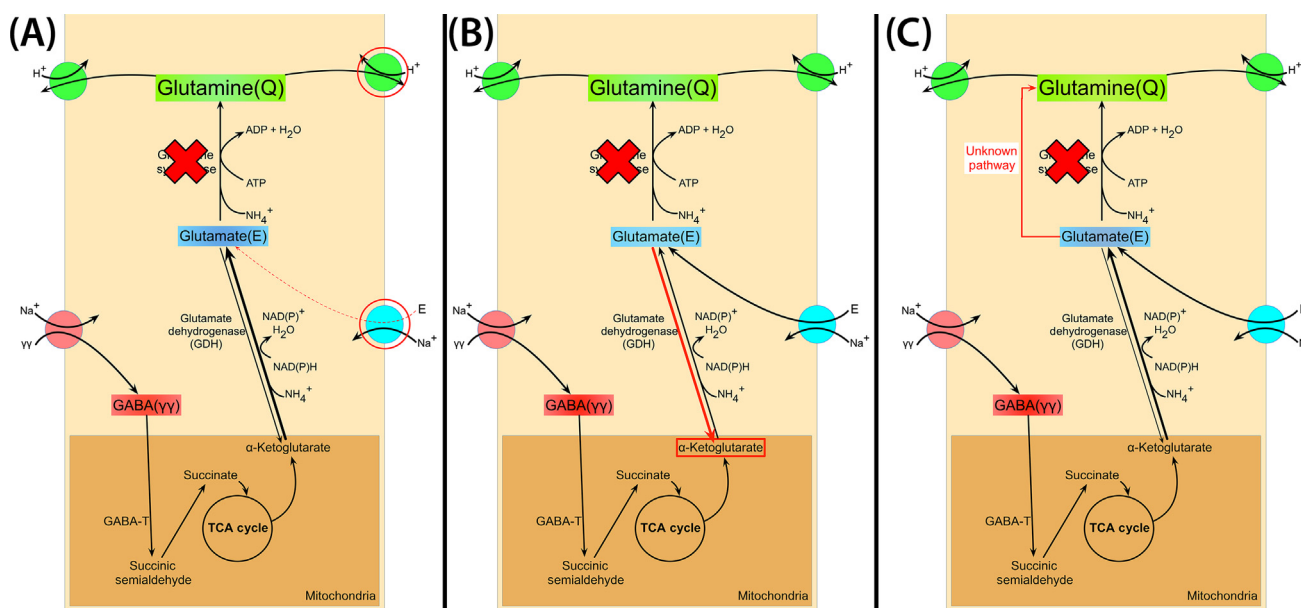 (A)
H+
H+
Glutamine(Q)
ADP + H2O
ATP
NH4+
Glutamate(E)
Na+
γγ
E
Na+
Glutamate
dehydrogenase
(GDH)
NAD(P)+
H2O
NAD(P)H
NH4+
GABA(γγ)
α-Ketoglutarate
Succinate
TCA cycle
GABA-T
Succinic
semialdehyde
Mitochondria
(B)
H+
H+
Glutamine(Q)
ADP + H2O
ATP
NH4+
Glutamate(E)
Na+
γγ
E
Na+
Glutamate
dehydrogenase
(GDH)
NAD(P)+
H2O
NAD(P)H
NH4+
GABA(γγ)
α-Ketoglutarate
Succinate
TCA cycle
GABA-T
Succinic
semialdehyde
Mitochondria
(C)
H+
H+
Glutamine(Q)
Unknown
pathway
ADP + H2O
ATP
NH4+
Glutamate(E)
Na+
γγ
E
Glutamate
dehydrogenase
(GDH)
NAD(P)+
H2O
NAD(P)H
NH4+
GABA(γγ)
α-Ketoglutarate
Succinate
TCA cycle
GABA-T
Succinic
semialdehyde
Mitochondria